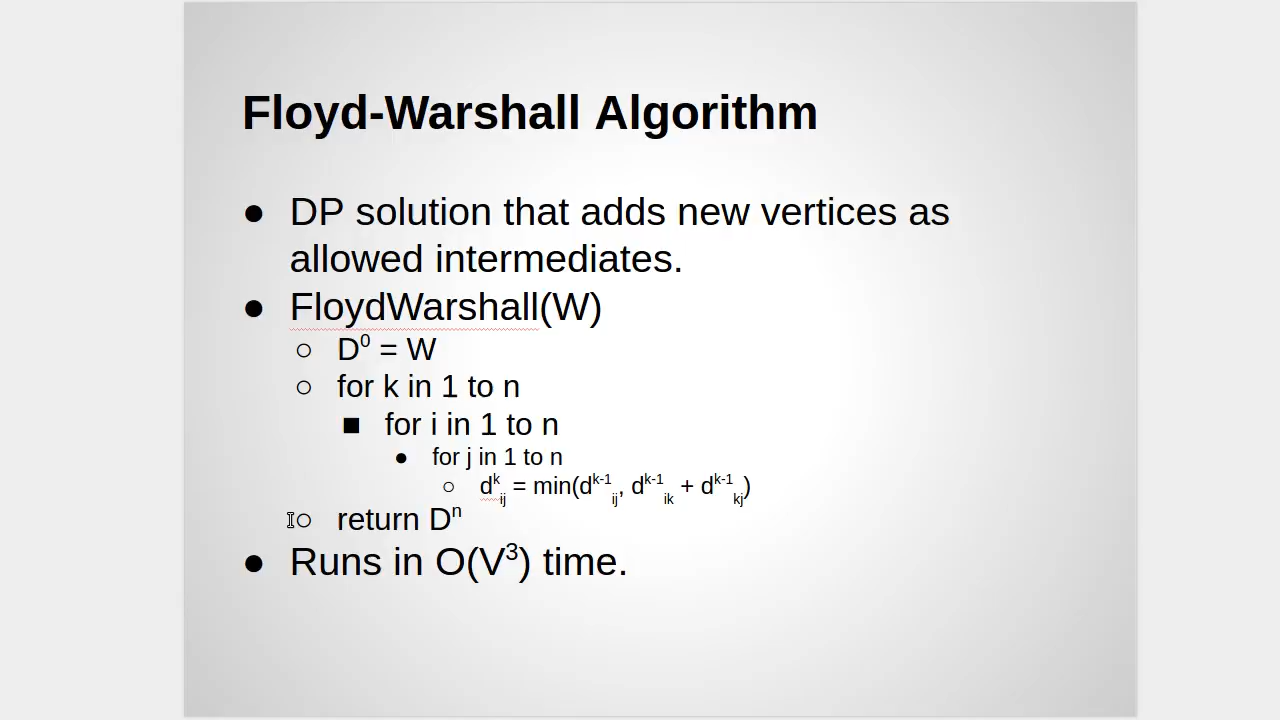 Floyd-Warshall Algorithm
● DP solution that adds new vertices as
allowed intermediates.
● FloydWarshall(W)
○ D⁰ = W
○ for k in 1 to n
■ for i in 1 to n
● for j in 1 to n
○ dᵏᵢⱼ = min(dᵏ⁻¹ᵢⱼ, dᵏ⁻¹ᵢₖ + dᵏ⁻¹ₖⱼ)
○ return Dⁿ
● Runs in O(V³) time.